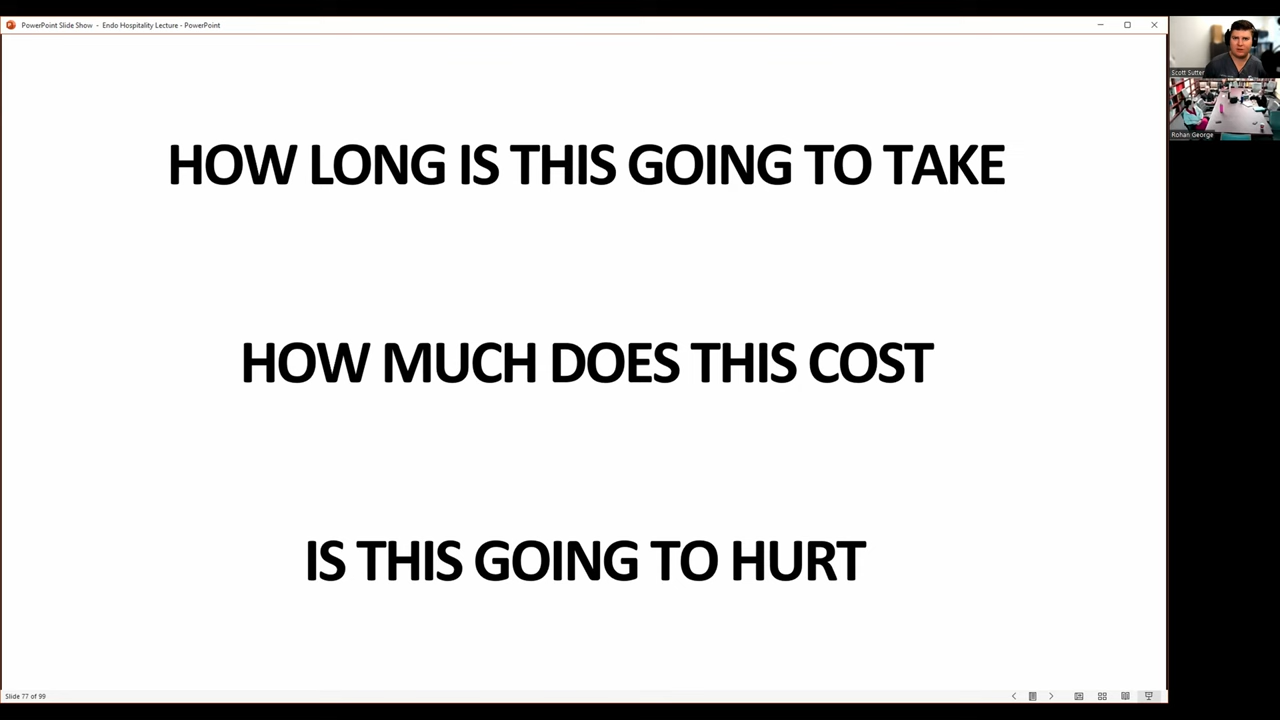 PowerPoint Slide Show - Endo Hospitality Lecture - PowerPoint
HOW LONG IS THIS GOING TO TAKE
HOW MUCH DOES THIS COST
IS THIS GOING TO HURT
Slide 77 of 99
Scott Sutter
Rohan George